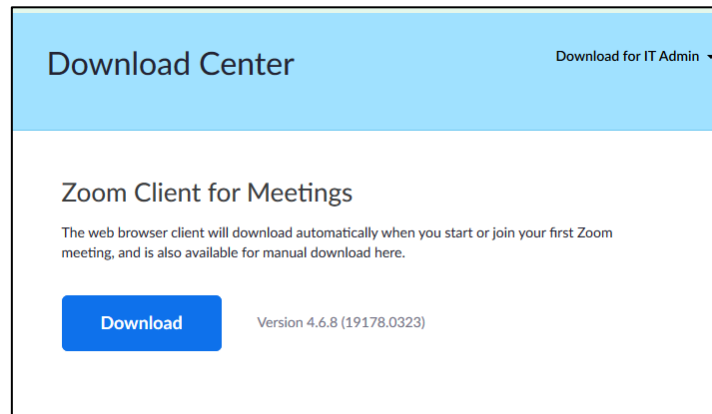 Download Center
Download for IT Admin
Zoom Client for Meetings
The web browser client will download automatically when you start or join your first Zoom
meeting, and is also available for manual download here.
Download
Version 4.6.8 (19178.0323)